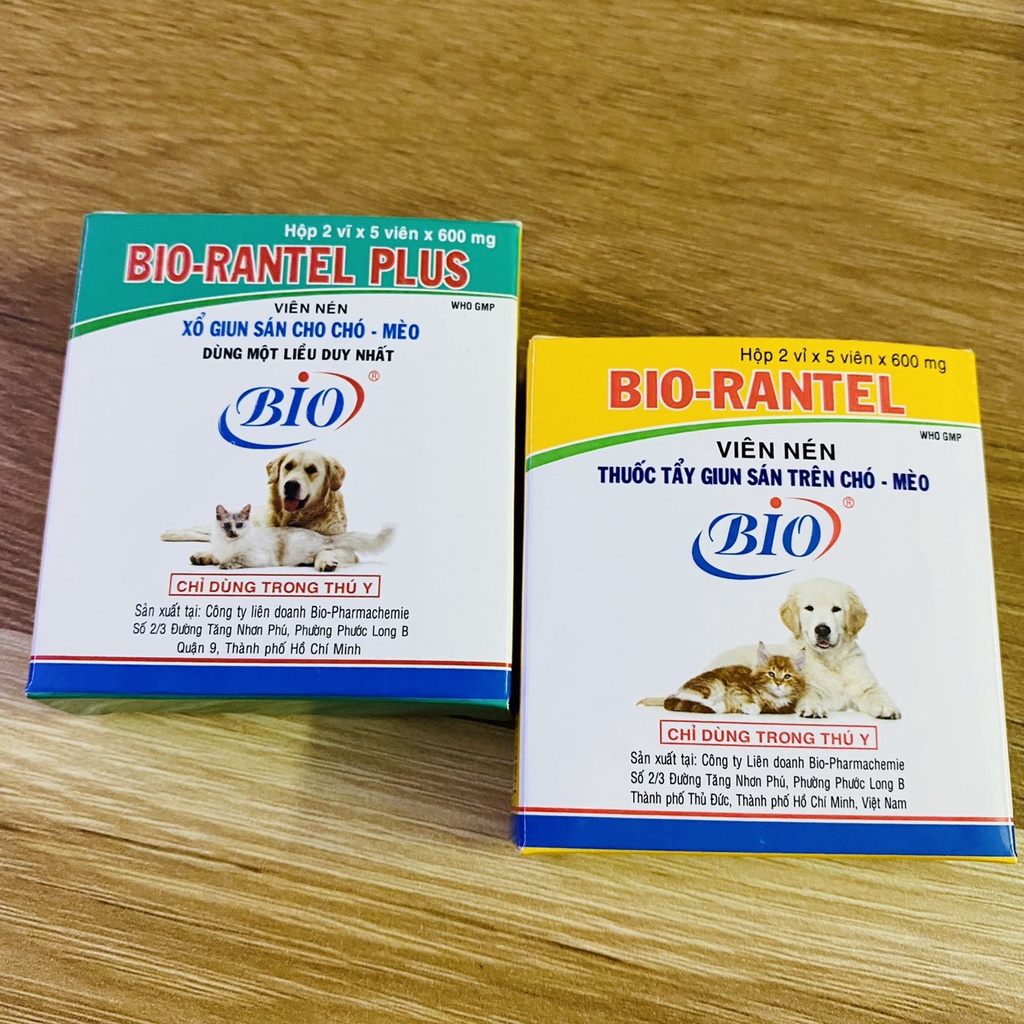 Hộp 2 vĩ x 5 viên x 600 mg
BIO-RANTEL PLUS
WHO GMP
VIÊN NÉN
XỔ GIUN SÁN CHO CHÓ - MÈO
DÙNG MỘT LIỀU DUY NHẤT
BIO ®
CHỈ DÙNG TRONG THÚ Y
Sản xuất tại: Công ty liên doanh Bio-Pharmachemie
Số 2/3 Đường Tăng Nhơn Phú, Phường Phước Long B
Quận 9, Thành phố Hồ Chí Minh
Hộp 2 vỉ x 5 viên x 600 mg
BIO-RANTEL
WHO GMP
VIÊN NÉN
THUỐC TẨY GIUN SÁN TRÊN CHÓ - MÈO
BIO ®
CHỈ DÙNG TRONG THÚ Y
Sản xuất tại: Công ty Liên doanh Bio-Pharmachemie
Số 2/3 Đường Tăng Nhơn Phú, Phường Phước Long B
Thành phố Thủ Đức, Thành phố Hồ Chí Minh, Việt Nam